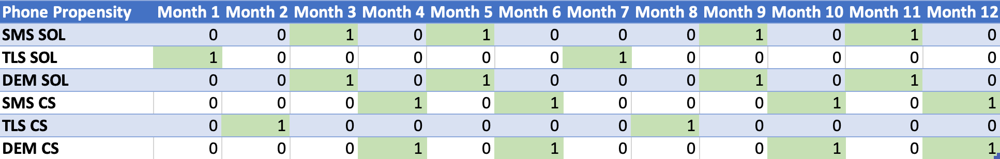 Phone Propensity Month 1 Month 2 Month 3 Month 4 Month 5 Month 6 Month 7 Month 8 Month 9 Month 10 Month 11 Month 12
SMS SOL 0 0 1 0 1 0 0 0 1 0 1 0
TLS SOL 1 0 0 0 0 0 1 0 0 0 0 0
DEM SOL 0 0 1 0 1 0 0 0 1 0 1 0
SMS CS 0 0 0 1 0 1 0 0 0 1 0 1
TLS CS 0 1 0 0 0 0 0 1 0 0 0 0
DEM CS 0 0 0 1 0 1 0 0 0 1 0 1